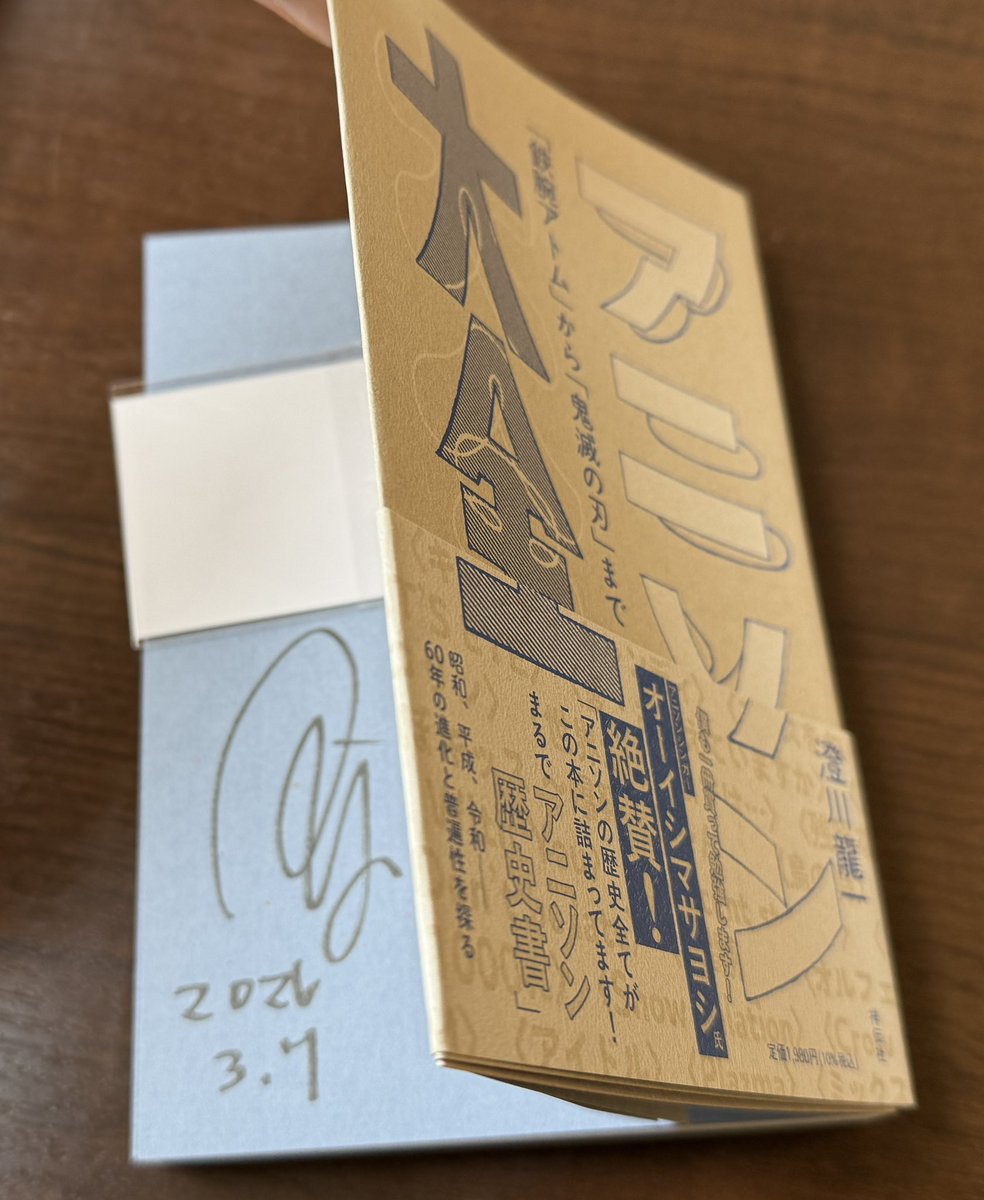 アニソン
大全
「鉄腕アトム」から「鬼滅の刃」まで
澄川龍一
祥伝社
オーイシマサヨシ氏
絶賛!
「アニソンの歴史全てが
この本に詰まってます!
まるでアニソン
歴史書」
昭和、平成、令和―
60年の進化と普遍性を探る
定価1,980円[10%税込]
2024
3.7